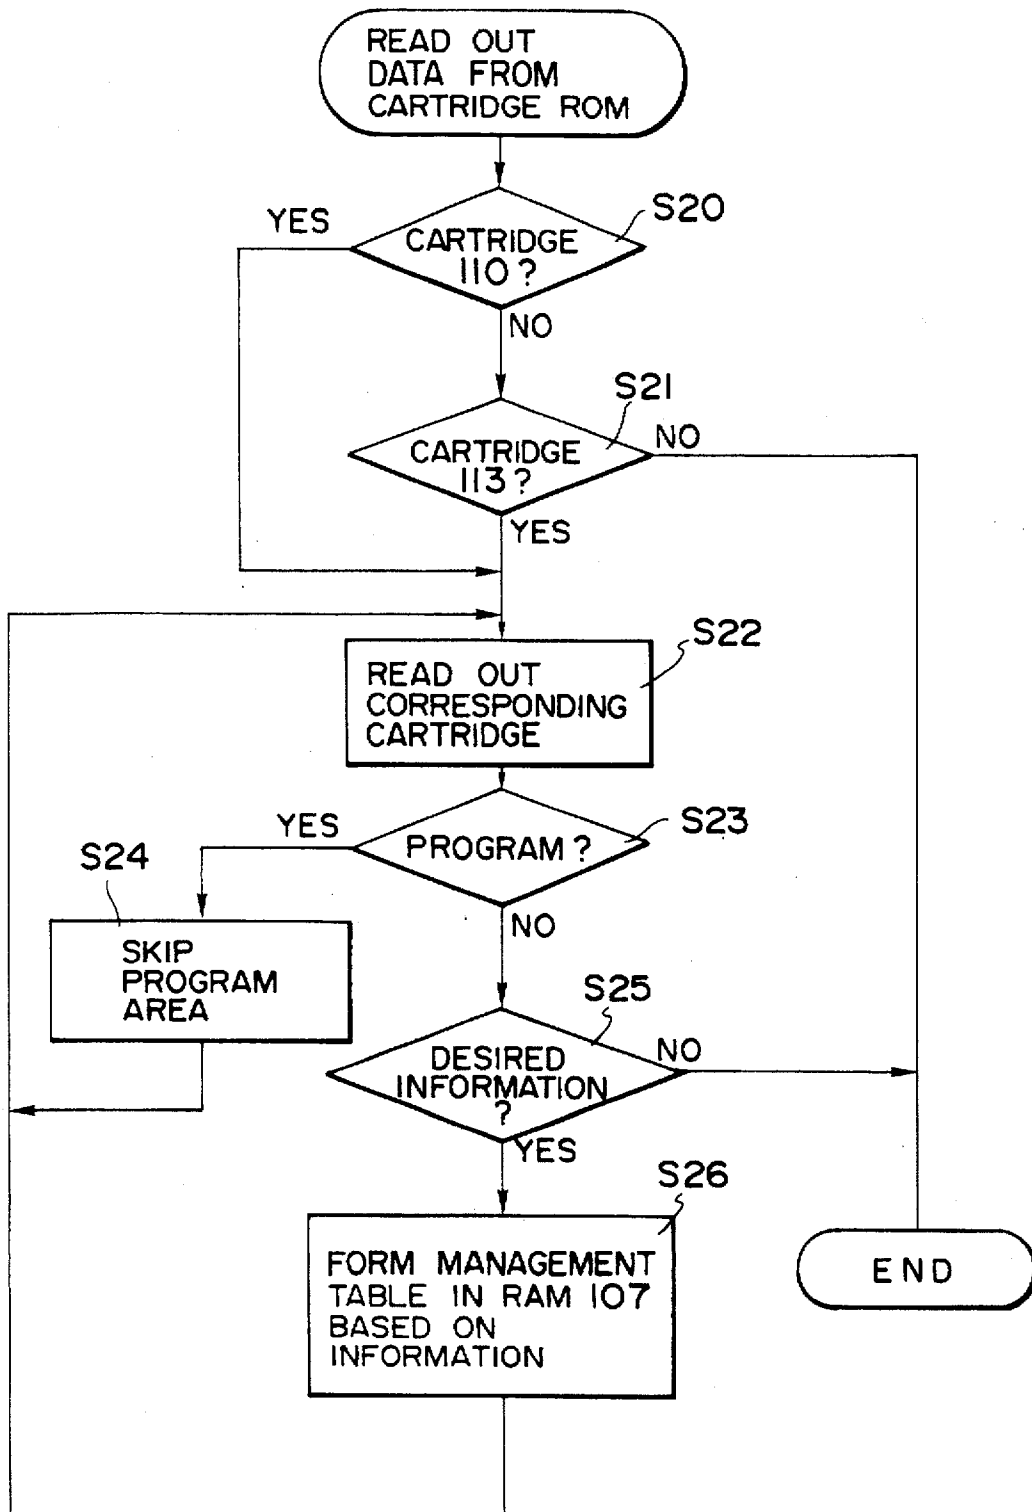 READ OUT
DATA FROM
CARTRIDGE ROM
YES
S20
CARTRIDGE
110?
NO
S21
CARTRIDGE
113?
NO
YES
S22
READ OUT
CORRESPONDING
CARTRIDGE
YES
S23
PROGRAM?
S24
NO
SKIP
PROGRAM
AREA
S25
DESIRED
INFORMATION
?
NO
YES
S26
FORM MANAGEMENT
TABLE IN RAM 107
BASED ON
INFORMATION
END